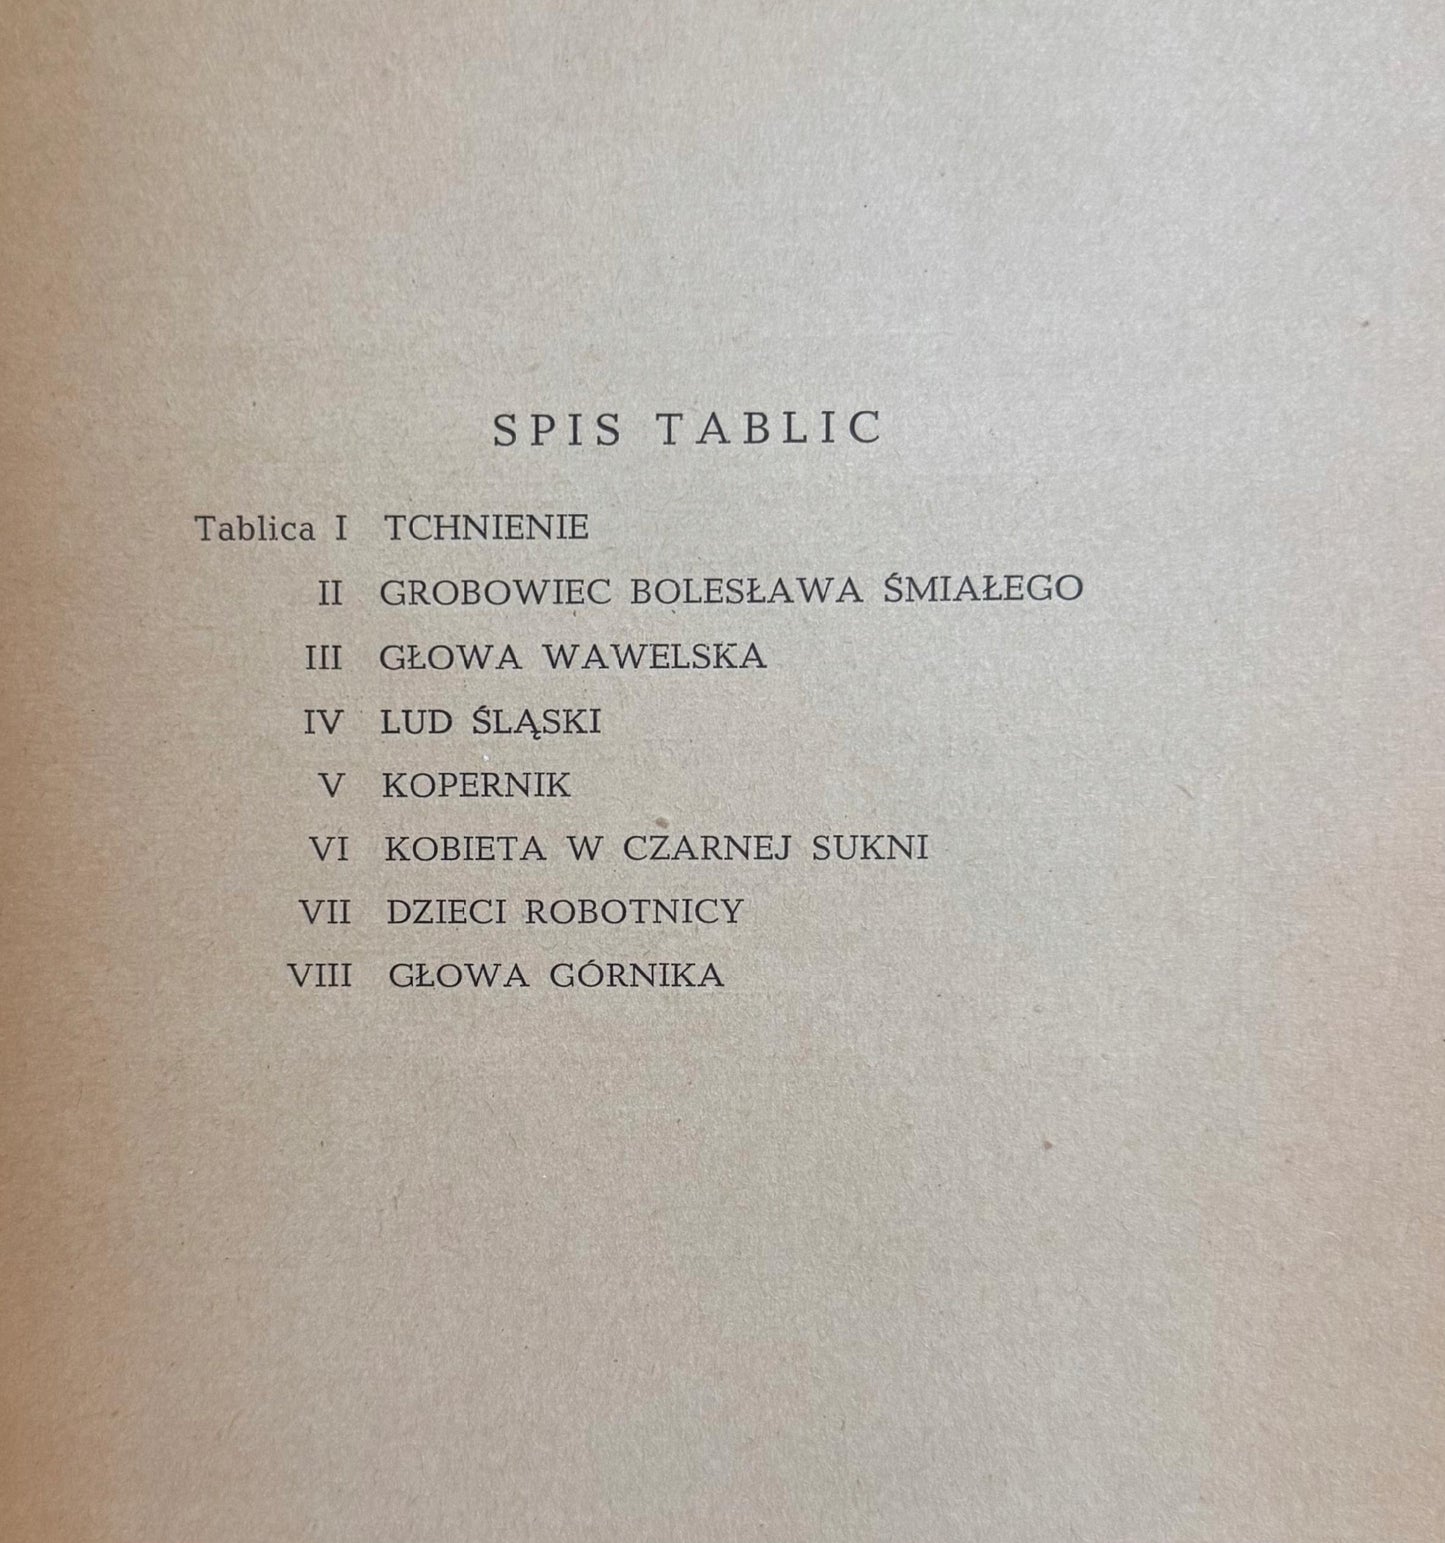 SPIS TABLIC
Tablica I TCHNIENIE
II GROBOWIEC BOLESŁAWA ŚMIAŁEGO
III GŁOWA WAWELSKA
IV LUD ŚLĄSKI
V KOPERNIK
VI KOBIETA W CZARNEJ SUKNI
VII DZIECI ROBOTNICY
VIII GŁOWA GÓRNIKA